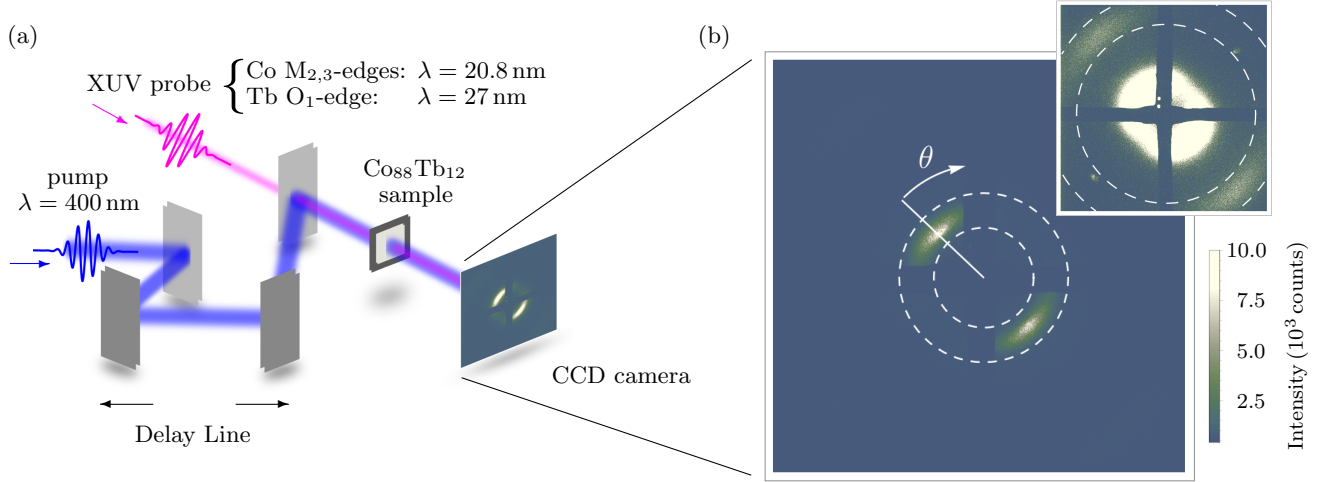 (a)
XUV probe
Co M₂,₃-edges: λ = 20.8 nm
Tb O₁-edge: λ = 27 nm
pump
λ = 400 nm
Co₈₈Tb₁₂
sample
CCD camera
Delay Line
(b)
θ
10.0
7.5
5.0
2.5
Intensity (10³ counts)